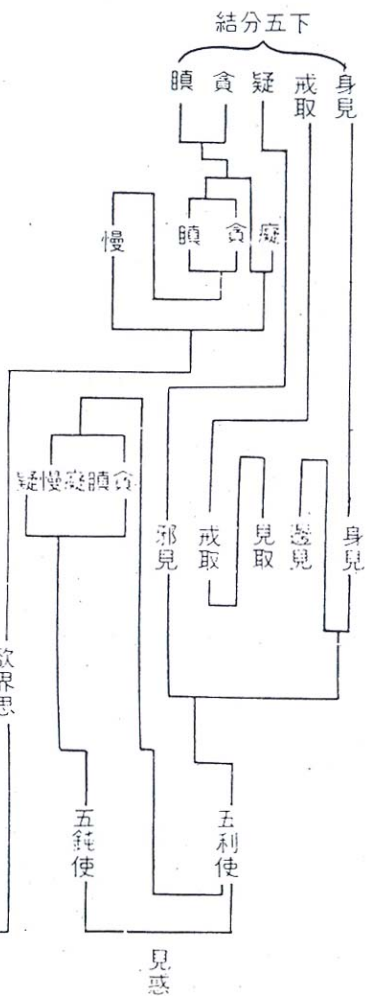 結分五下
瞋 貪 疑 戒取 身見
慢 瞋 貪 癡
疑慢癡瞋貪
邪見 戒取 見取 邊見 身見
欲界思
五鈍使 五利使
見惑